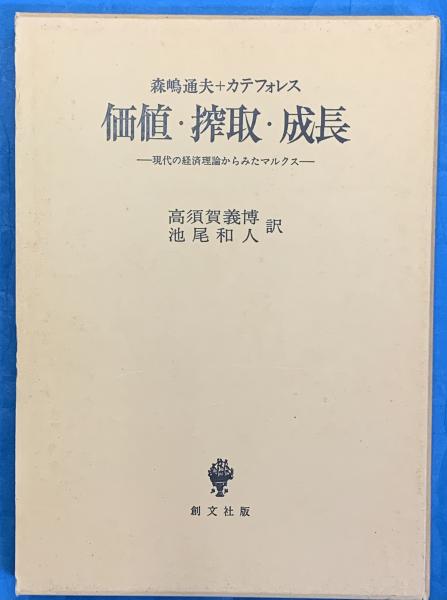 森嶋通夫+カテフォレス
価値・搾取・成長
―現代の経済理論からみたマルクス―
高須賀義博
池尾和人 訳
創文社版